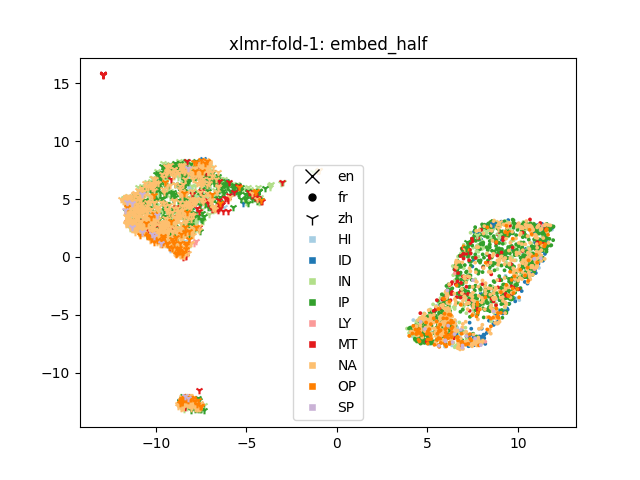 xlmr-fold-1: embed_half
15
10
5
0
−5
−10
−10
−5
0
5
10
en
fr
zh
HI
ID
IN
IP
LY
MT
NA
OP
SP